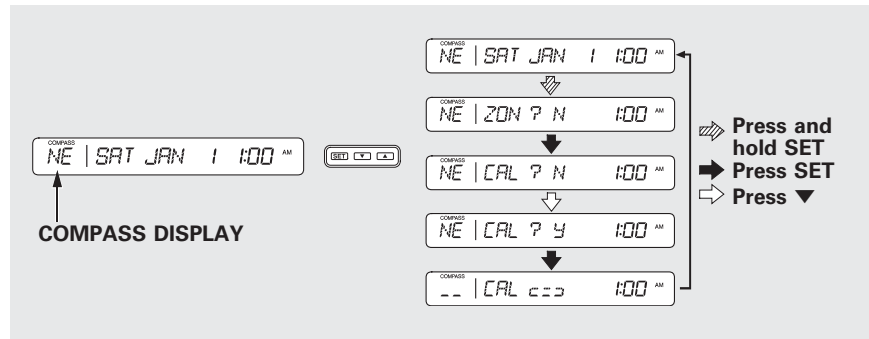 COMPASS
NE SAT JAN 1 1:00 AM
COMPASS DISPLAY
SET ▼ ▲
COMPASS
NE SAT JAN 1 1:00 AM
COMPASS
NE ZON ? N 1:00 AM
COMPASS
NE CAL ? N 1:00 AM
COMPASS
NE CAL ? Y 1:00 AM
COMPASS
-- CAL 1:00 AM
Press and
hold SET
Press SET
Press ▼